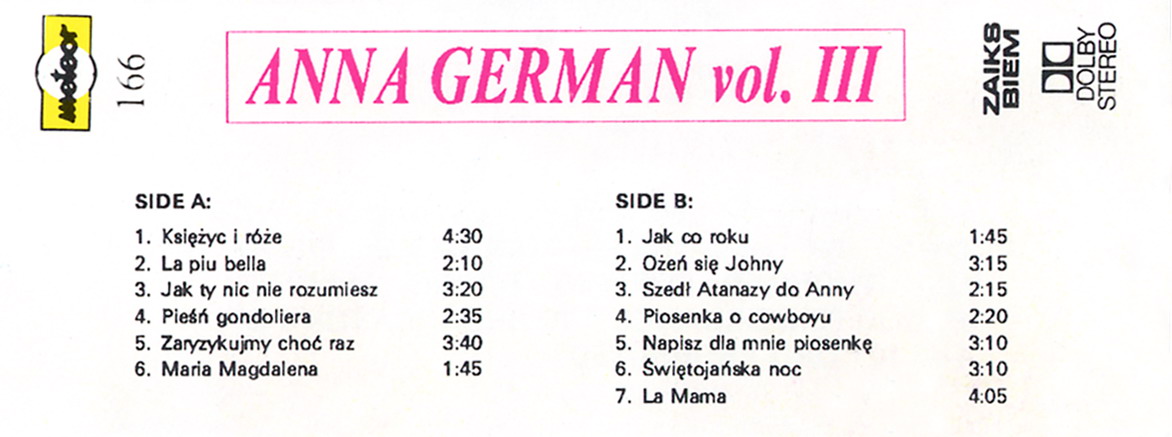 meteor
166
ANNA GERMAN vol. III
ZAIKS
BIEM
DOLBY
STEREO
SIDE A:
1. Księżyc i róże 4:30
2. La piu bella 2:10
3. Jak ty nic nie rozumiesz 3:20
4. Pieśń gondoliera 2:35
5. Zaryzykujmy choć raz 3:40
6. Maria Magdalena 1:45
SIDE B:
1. Jak co roku 1:45
2. Ożeń się Johny 3:15
3. Szedł Atanazy do Anny 2:15
4. Piosenka o cowboyu 2:20
5. Napisz dla mnie piosenkę 3:10
6. Świętojańska noc 3:10
7. La Mama 4:05